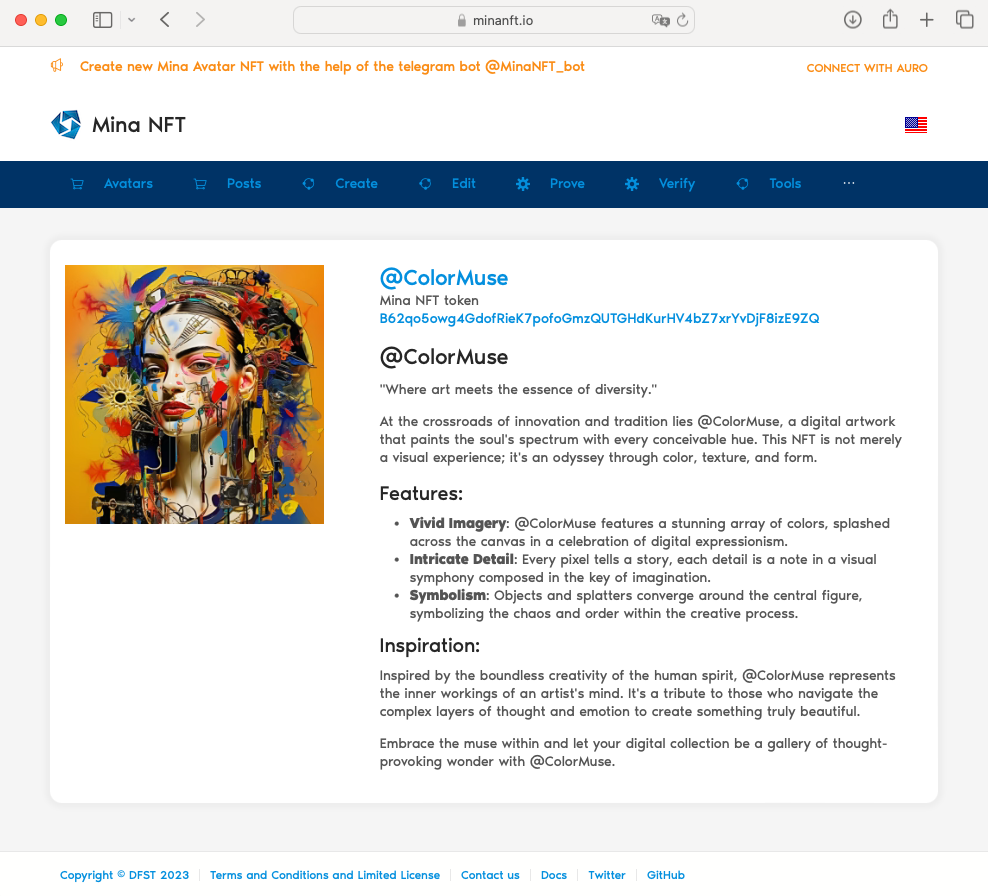 minanft.io
Create new Mina Avatar NFT with the help of the telegram bot @MinaNFT_bot
CONNECT WITH AURO
Mina NFT
Avatars Posts Create Edit Prove Verify Tools ...
@ColorMuse
Mina NFT token
B62qo5owg4GdofRieK7pofoGmzQUTGHdKurHV4bZ7xrYvDjF8izE9ZQ
@ColorMuse
"Where art meets the essence of diversity."
At the crossroads of innovation and tradition lies @ColorMuse, a digital artwork
that paints the soul's spectrum with every conceivable hue. This NFT is not merely
a visual experience; it's an odyssey through color, texture, and form.
Features:
• Vivid Imagery: @ColorMuse features a stunning array of colors, splashed
across the canvas in a celebration of digital expressionism.
• Intricate Detail: Every pixel tells a story, each detail is a note in a visual
symphony composed in the key of imagination.
• Symbolism: Objects and splatters converge around the central figure,
symbolizing the chaos and order within the creative process.
Inspiration:
Inspired by the boundless creativity of the human spirit, @ColorMuse represents
the inner workings of an artist's mind. It's a tribute to those who navigate the
complex layers of thought and emotion to create something truly beautiful.
Embrace the muse within and let your digital collection be a gallery of thought-
provoking wonder with @ColorMuse.
Copyright © DFST 2023 Terms and Conditions and Limited License Contact us Docs Twitter GitHub